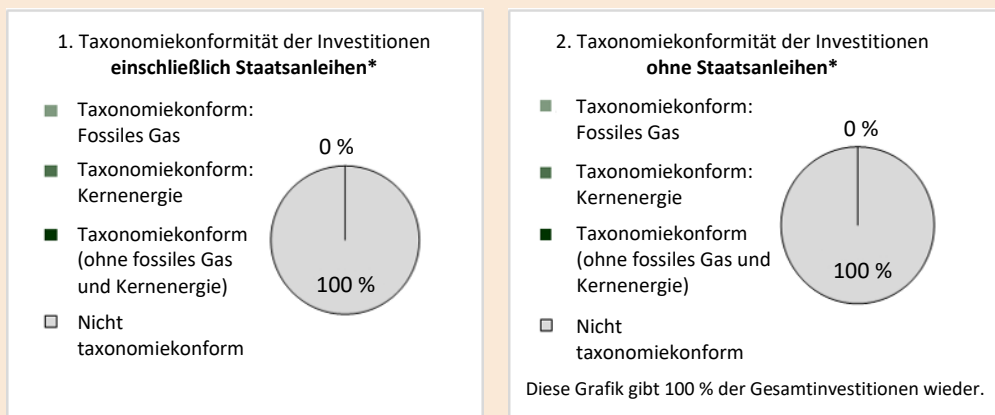 1. Taxonomiekonformität der Investitionen
einschließlich Staatsanleihen*
Taxonomiekonform:
Fossiles Gas
Taxonomiekonform:
Kernenergie
Taxonomiekonform
(ohne fossiles Gas
und Kernenergie)
Nicht
taxonomiekonform
0 %
100 %
2. Taxonomiekonformität der Investitionen
ohne Staatsanleihen*
Taxonomiekonform:
Fossiles Gas
Taxonomiekonform:
Kernenergie
Taxonomiekonform
(ohne fossiles Gas und
Kernenergie)
Nicht
taxonomiekonform
0 %
100 %
Diese Grafik gibt 100 % der Gesamtinvestitionen wieder.